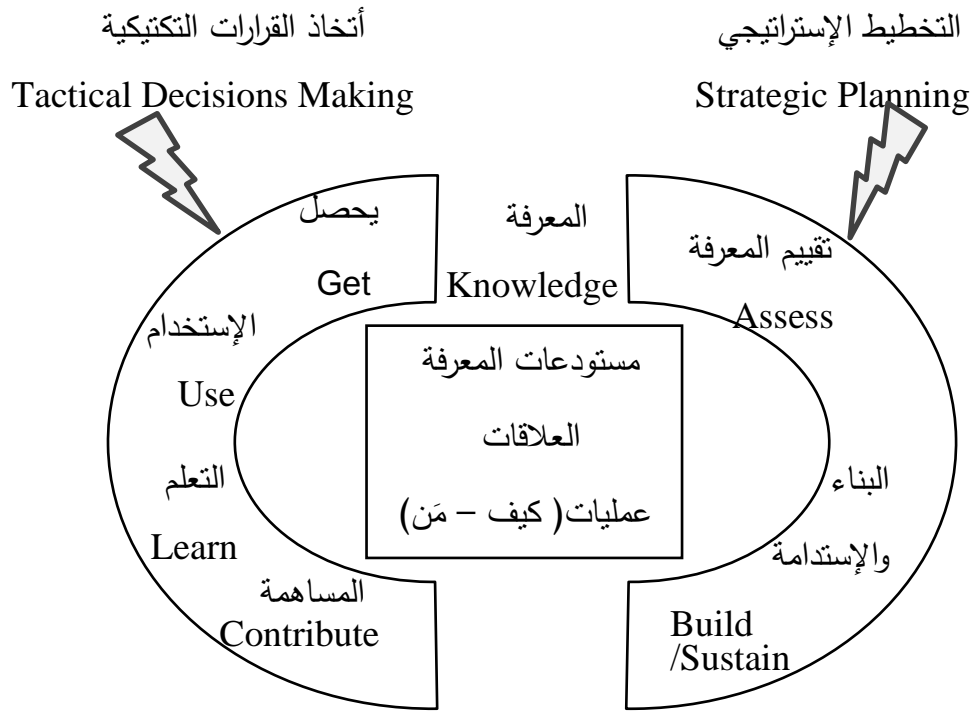 أتخاذ القرارات التكتيكية
Tactical Decisions Making
التخطيط الإستراتيجي
Strategic Planning
يحصل
Get
الإستخدام
Use
التعلم
Learn
المساهمة
Contribute
المعرفة
Knowledge
مستودعات المعرفة
العلاقات
عمليات( كيف – مَن)
تقييم المعرفة
Assess
البناء
والإستدامة
Build
/Sustain